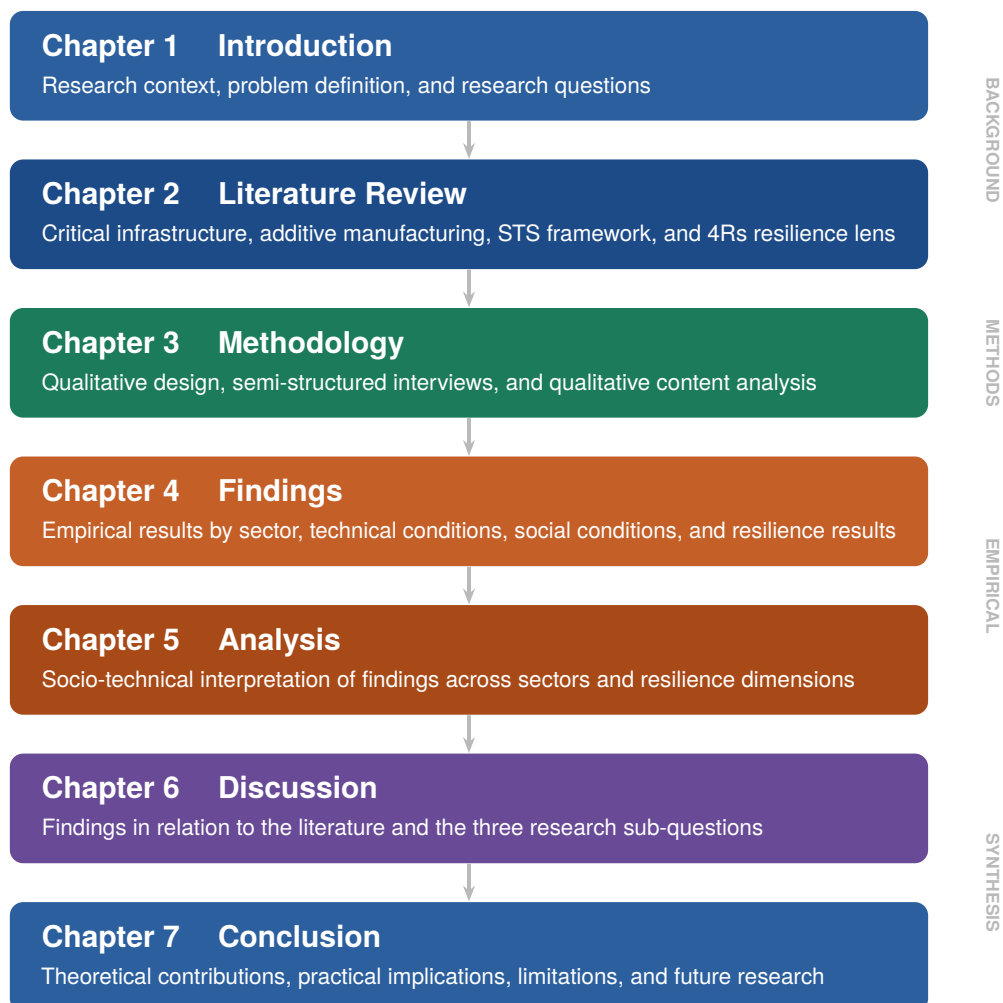 Chapter 1 Introduction
Research context, problem definition, and research questions
BACKGROUND
Chapter 2 Literature Review
Critical infrastructure, additive manufacturing, STS framework, and 4Rs resilience lens
Chapter 3 Methodology
Qualitative design, semi-structured interviews, and qualitative content analysis
METHODS
Chapter 4 Findings
Empirical results by sector, technical conditions, social conditions, and resilience results
EMPIRICAL
Chapter 5 Analysis
Socio-technical interpretation of findings across sectors and resilience dimensions
Chapter 6 Discussion
Findings in relation to the literature and the three research sub-questions
SYNTHESIS
Chapter 7 Conclusion
Theoretical contributions, practical implications, limitations, and future research